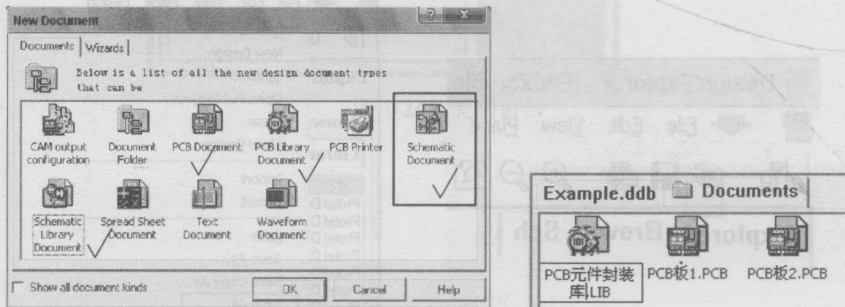 New Document
Documents
Wizards
Below is a list of all the new design document types
that can be
CAM output
configuration
Document
Folder
PCB Document
PCB Library
Document
PCB Printer
Schematic
Document
Schematic
Library
Document
Spread Sheet
Document
Text
Document
Waveform
Document
Show all document kinds
OK
Cancel
Help
Example.ddb
Documents
PCB元件封装
库.LIB
PCB板1.PCB
PCB板2.PCB